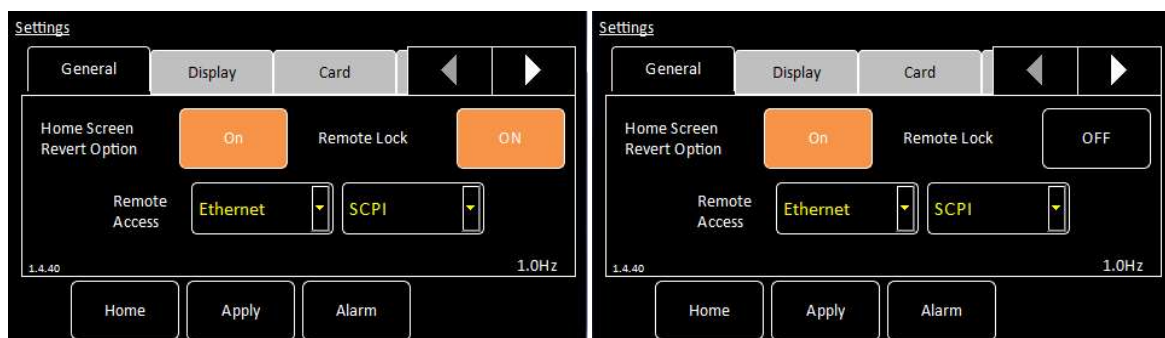 Settings
General Display Card
Home Screen
Revert Option On Remote Lock ON
Remote
Access Ethernet SCPI
1.4.40 1.0Hz
Home Apply Alarm
Settings
General Display Card
Home Screen
Revert Option On Remote Lock OFF
Remote
Access Ethernet SCPI
1.4.40 1.0Hz
Home Apply Alarm